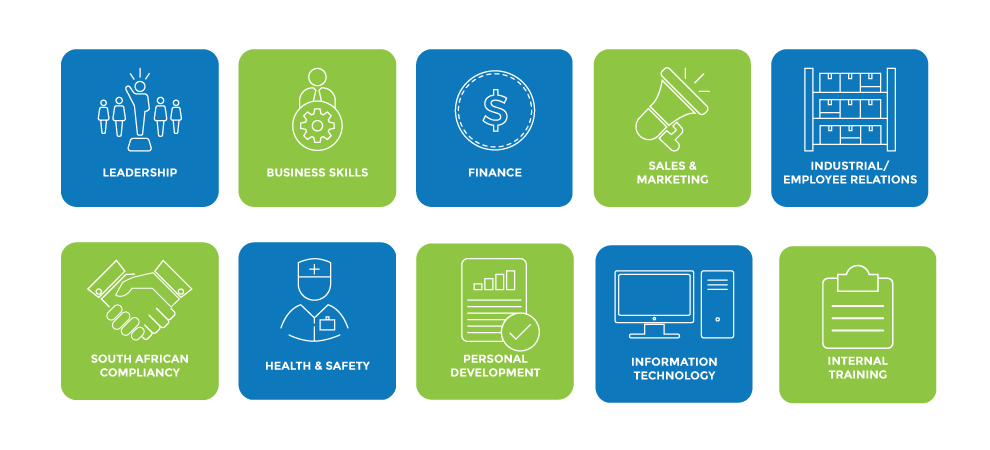 LEADERSHIP
BUSINESS SKILLS
FINANCE
SALES &
MARKETING
INDUSTRIAL/
EMPLOYEE RELATIONS
SOUTH AFRICAN
COMPLIANCY
HEALTH & SAFETY
PERSONAL
DEVELOPMENT
INFORMATION
TECHNOLOGY
INTERNAL
TRAINING